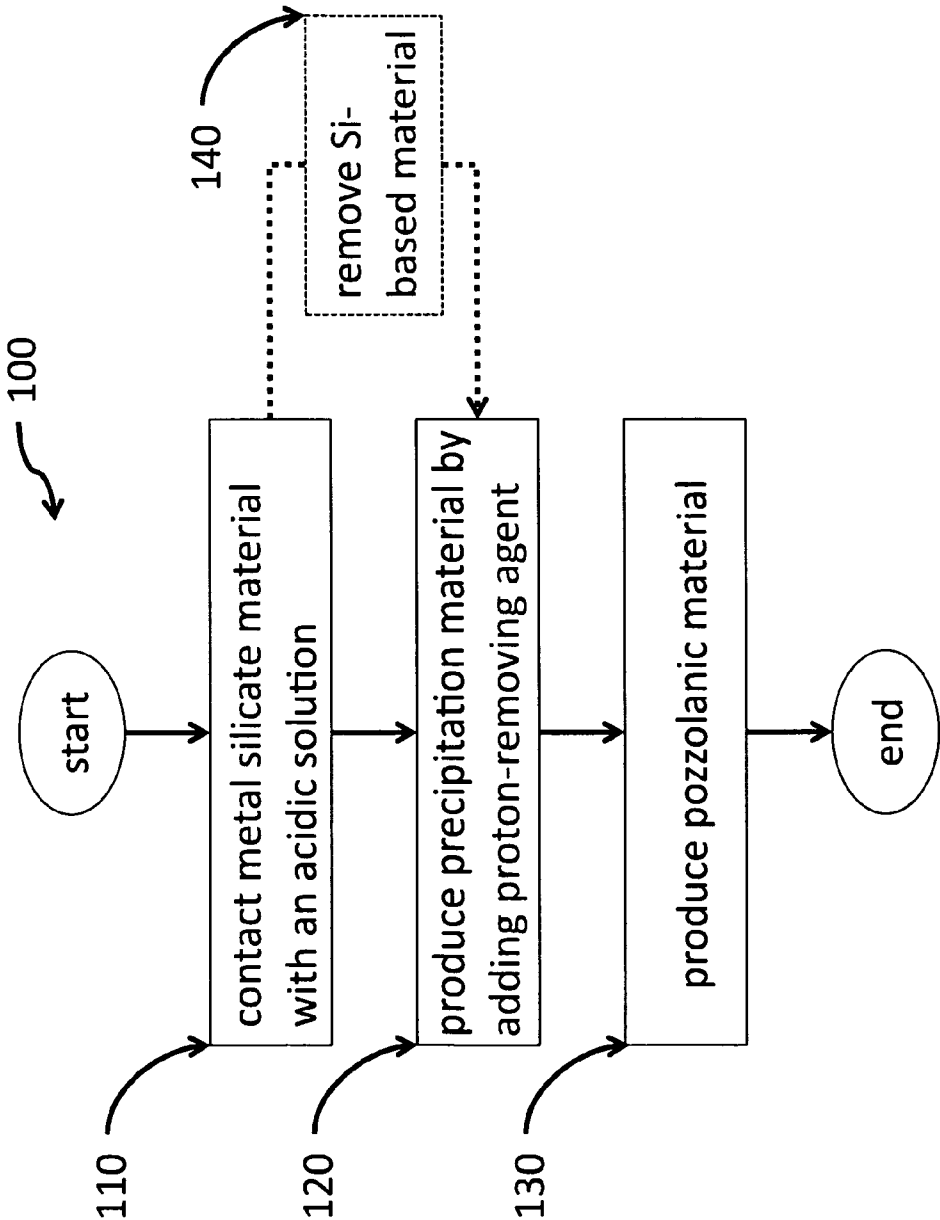 100
start
110
contact metal silicate material
with an acidic solution
140
remove Si-
based material
120
produce precipitation material by
adding proton-removing agent
130
produce pozzolanic material
end